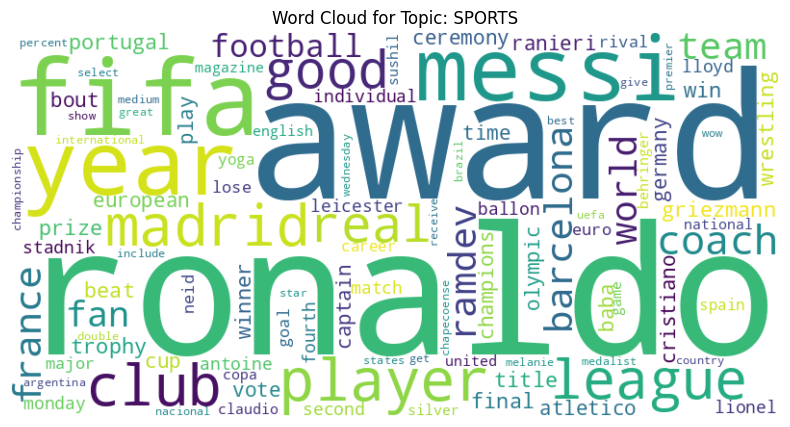 Word Cloud for Topic: SPORTS
percent
portugal
select
magazine
football
good
sushil
ceremony
messi
ranieri
rival
premier
team
fifa
bout
show
medium
great
play
individual
lloyd
win
give
award
international
english
time
best
wow
wrestling
year
yoga
wednesday
brazil
world
germany
behringer
championship
lose
european
leicester
ballon
barcelona
griezmann
prize
madrid
real
receive
ramdev
champions
olympic
uefa
euro
national
stadnik
include
career
coach
ronaldo
france
fan
beat
neid
winner
goal
fourth
captain
match
chapecoense
baba
game
cristiano
spain
double
star
trophy
major
cup
antoine
states
get
united
melanie
medalist
country
argentina
club
copa
vote
player
title
league
monday
nacional
claudio
second
silver
final
atletico
lionel